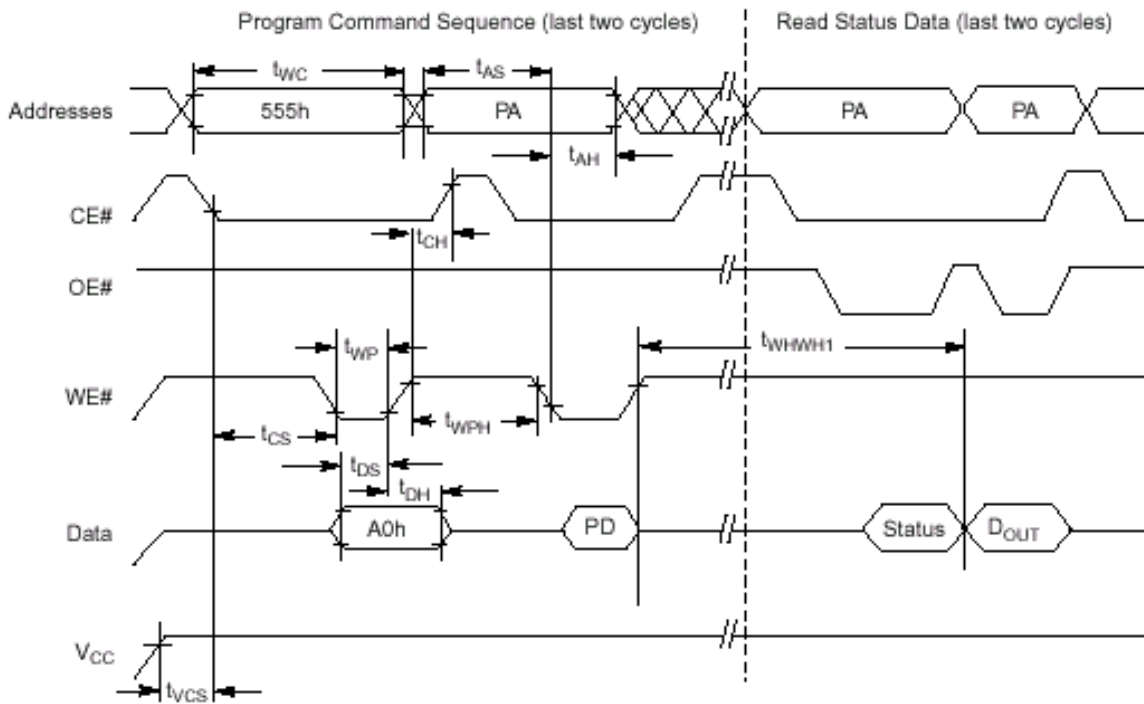 Program Command Sequence (last two cycles) Read Status Data (last two cycles)
tWC tAS
Addresses 555h PA PA PA
tAH
CE#
tCH
OE#
tWP tWHWH1
WE#
tCS tWPH
tDS
tDH
Data A0h PD Status DOUT
VCC
tVCS